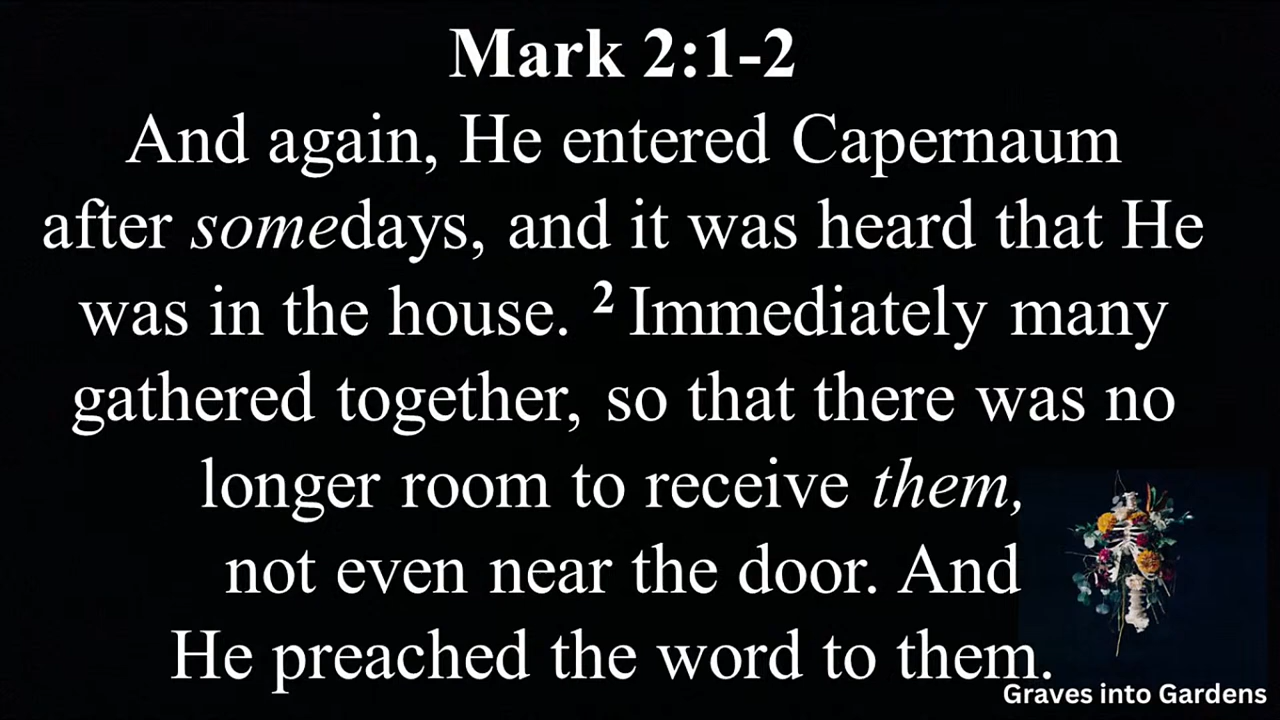 Mark 2:1-2
And again, He entered Capernaum
after somedays, and it was heard that He
was in the house. 2 Immediately many
gathered together, so that there was no
longer room to receive them,
not even near the door. And
He preached the word to them.
Graves into Gardens